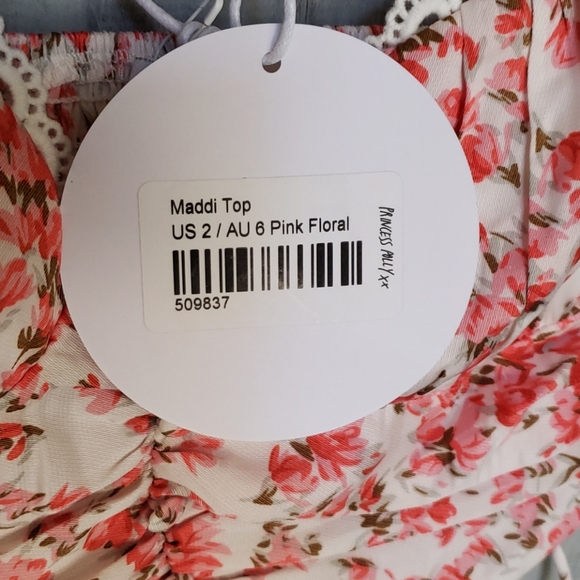 Maddi Top
US 2 / AU 6 Pink Floral
509837
PRINCESS POLLY xx